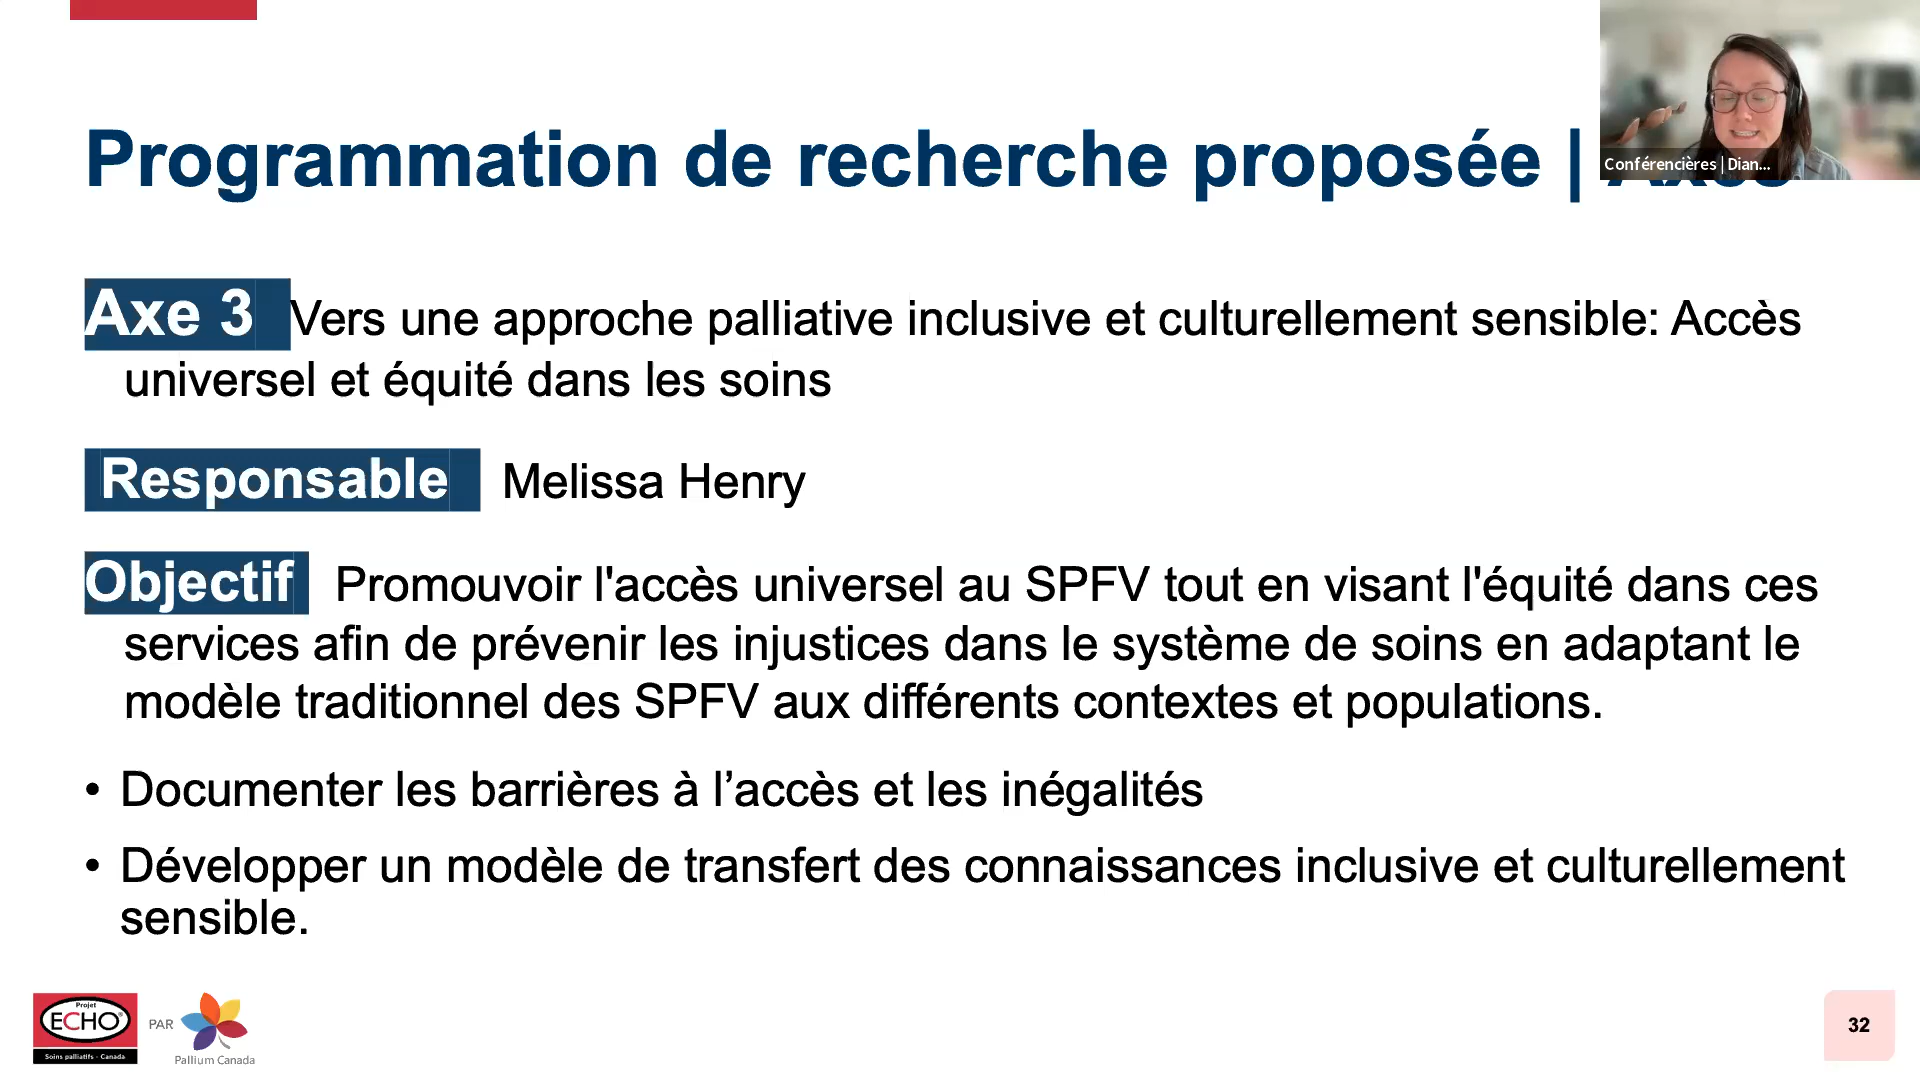 Programmation de recherche proposée |
Conférencières | Dian...
Axe 3 Vers une approche palliative inclusive et culturellement sensible: Accès
universel et équité dans les soins
Responsable Melissa Henry
Objectif Promouvoir l'accès universel au SPFV tout en visant l'équité dans ces
services afin de prévenir les injustices dans le système de soins en adaptant le
modèle traditionnel des SPFV aux différents contextes et populations.
• Documenter les barrières à l’accès et les inégalités
• Développer un modèle de transfert des connaissances inclusive et culturellement
sensible.
Projet
ECHO®
Soins palliatifs - Canada
PAR
Pallium Canada
32